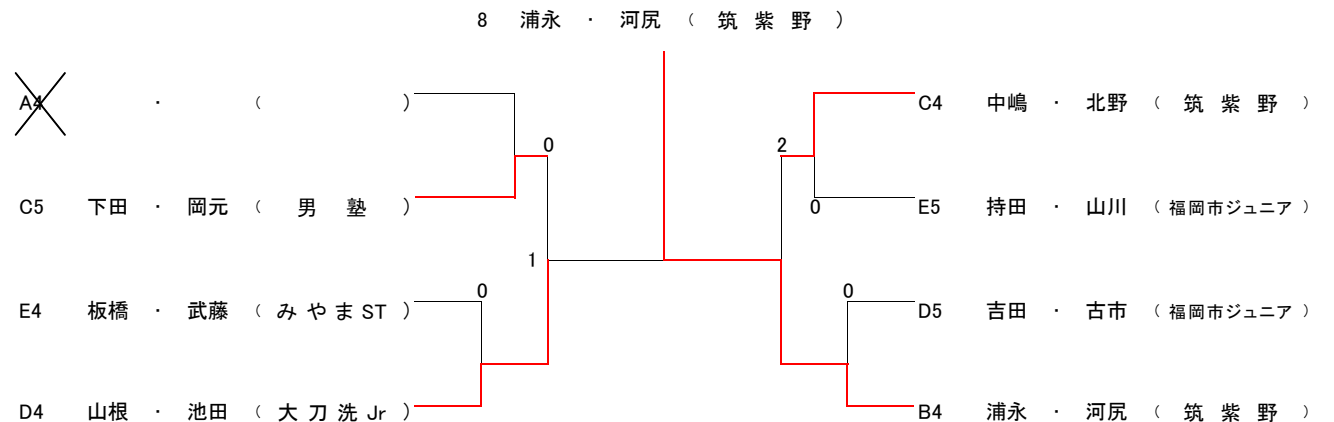 8 浦永 ・ 河尻 （ 筑 紫 野 ）
A4 ・ （ ）
C4 中嶋 ・ 北野 （ 筑 紫 野 ）
0
2
C5 下田 ・ 岡元 （ 男 塾 ）
0
E5 持田 ・ 山川 （ 福岡市ジュニア ）
1
0
0
E4 板橋 ・ 武藤 （ み や ま ST ）
D5 吉田 ・ 古市 （ 福岡市ジュニア ）
D4 山根 ・ 池田 （ 大 刀 洗 Jr ）
B4 浦永 ・ 河尻 （ 筑 紫 野 ）